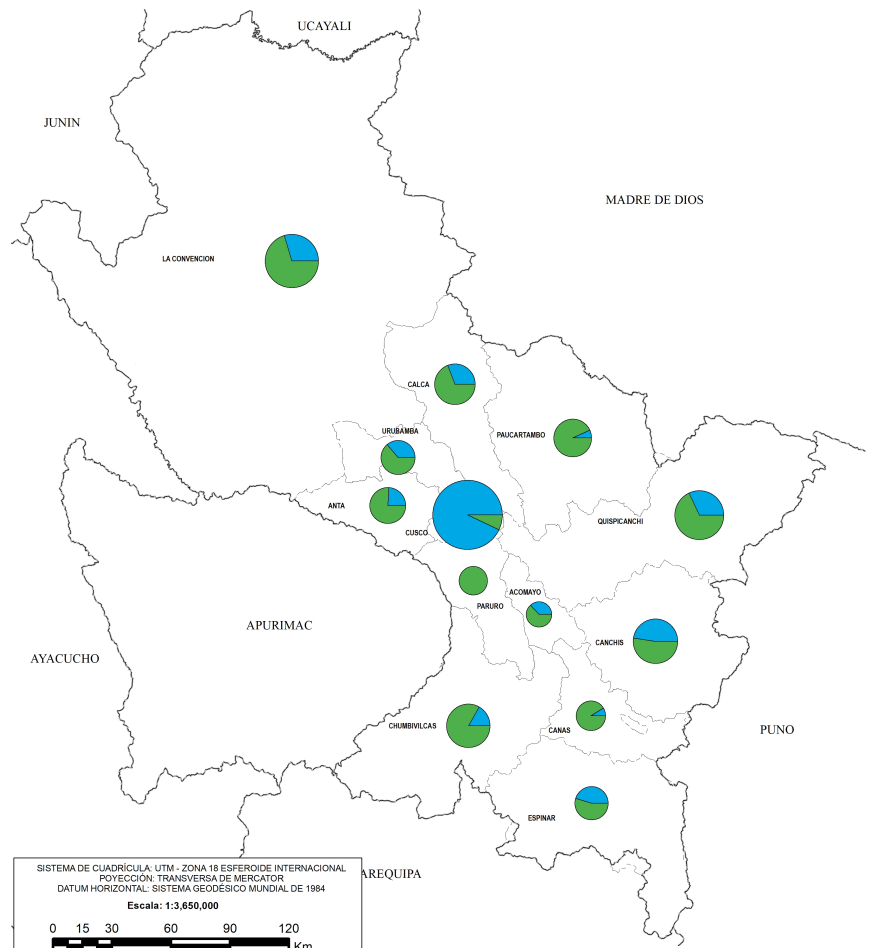 UCAYALI
JUNIN
MADRE DE DIOS
LA CONVENCION
CALCA
URUBAMBA
PAUCARTAMBO
ANTA
CUSCO
QUISPICANCHI
ACOMAYO
PARURO
APURIMAC
CANCHIS
AYACUCHO
CHUMBIVILCAS
CANAS
PUNO
ESPINAR
AREQUIPA
SISTEMA DE CUADRÍCULA: UTM - ZONA 18 ESFEROIDE INTERNACIONAL
POYECCIÓN: TRANSVERSA DE MERCATOR
DATUM HORIZONTAL: SISTEMA GEODÉSICO MUNDIAL DE 1984
Escala: 1:3,650,000
0 15 30 60 90 120
Km